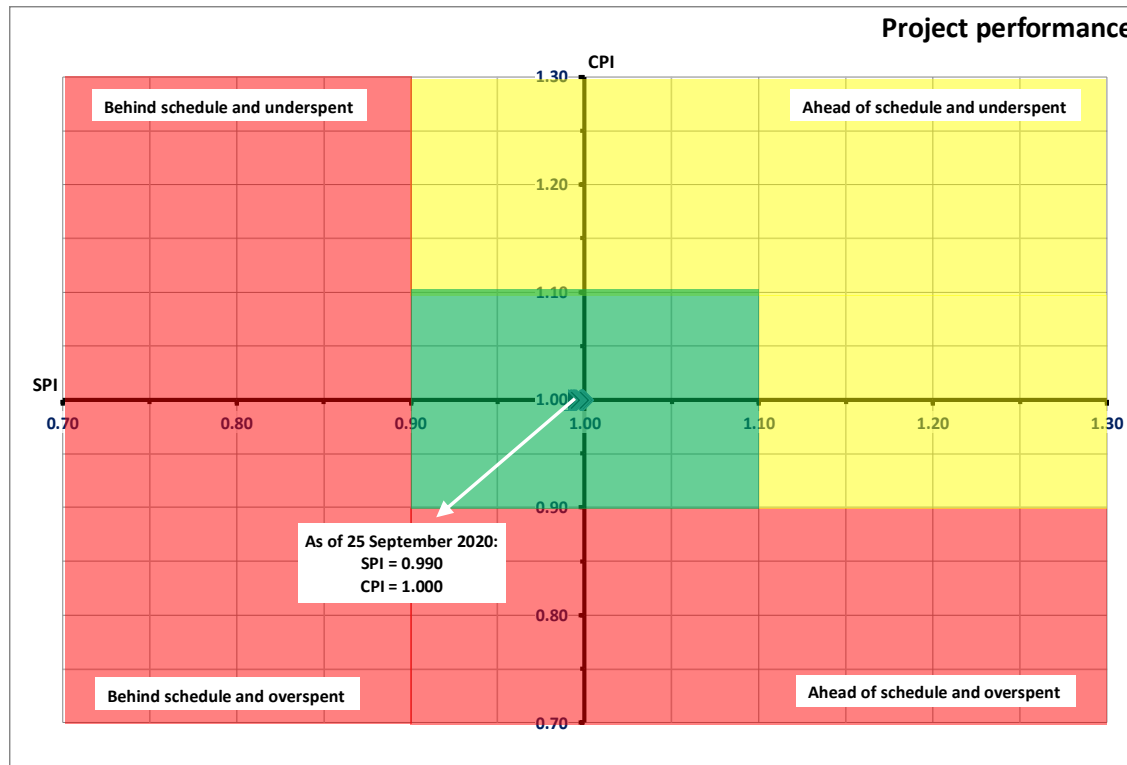 Project performance
CPI
1.30
Behind schedule and underspent
Ahead of schedule and underspent
1.20
1.10
SPI
1.00
0.70 0.80 0.90 1.00 1.10 1.20 1.30
0.90
As of 25 September 2020:
SPI = 0.990
CPI = 1.000
0.80
Behind schedule and overspent
Ahead of schedule and overspent
0.70